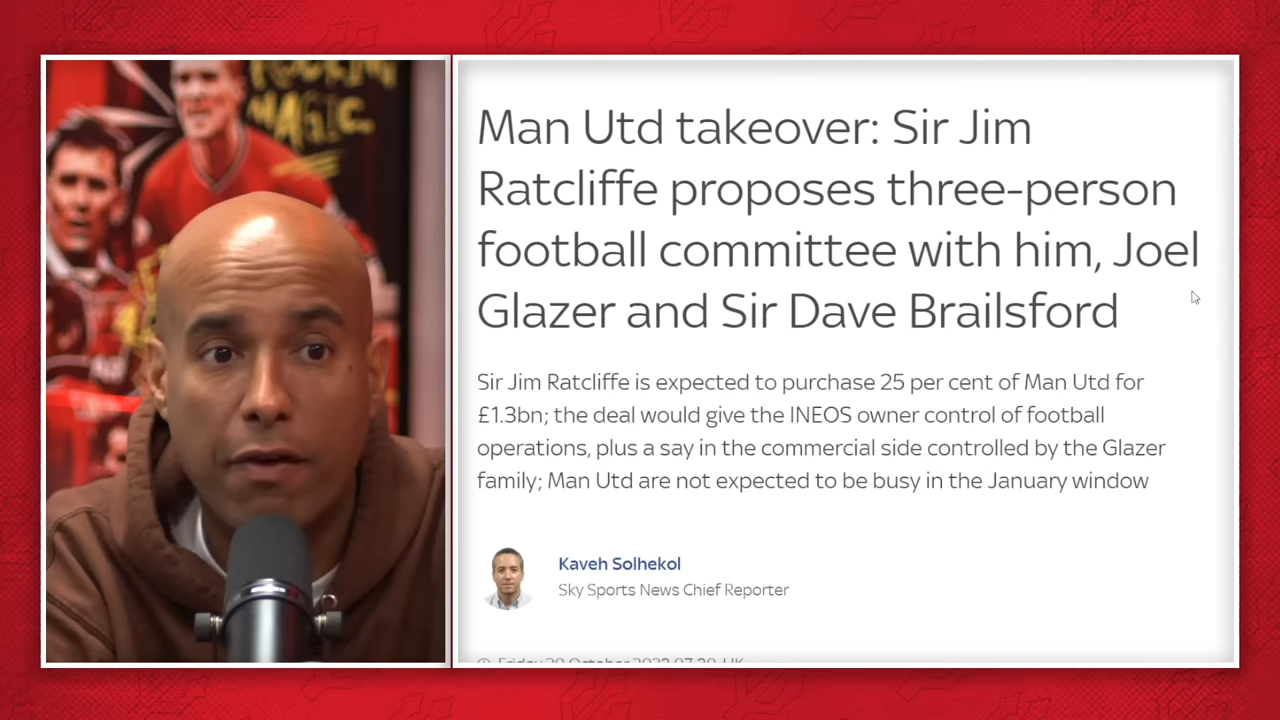 MAGIC.
Man Utd takeover: Sir Jim
Ratcliffe proposes three-person
football committee with him, Joel
Glazer and Sir Dave Brailsford
Sir Jim Ratcliffe is expected to purchase 25 per cent of Man Utd for
£1.3bn; the deal would give the INEOS owner control of football
operations, plus a say in the commercial side controlled by the Glazer
family; Man Utd are not expected to be busy in the January window
Kaveh Solhekol
Sky Sports News Chief Reporter